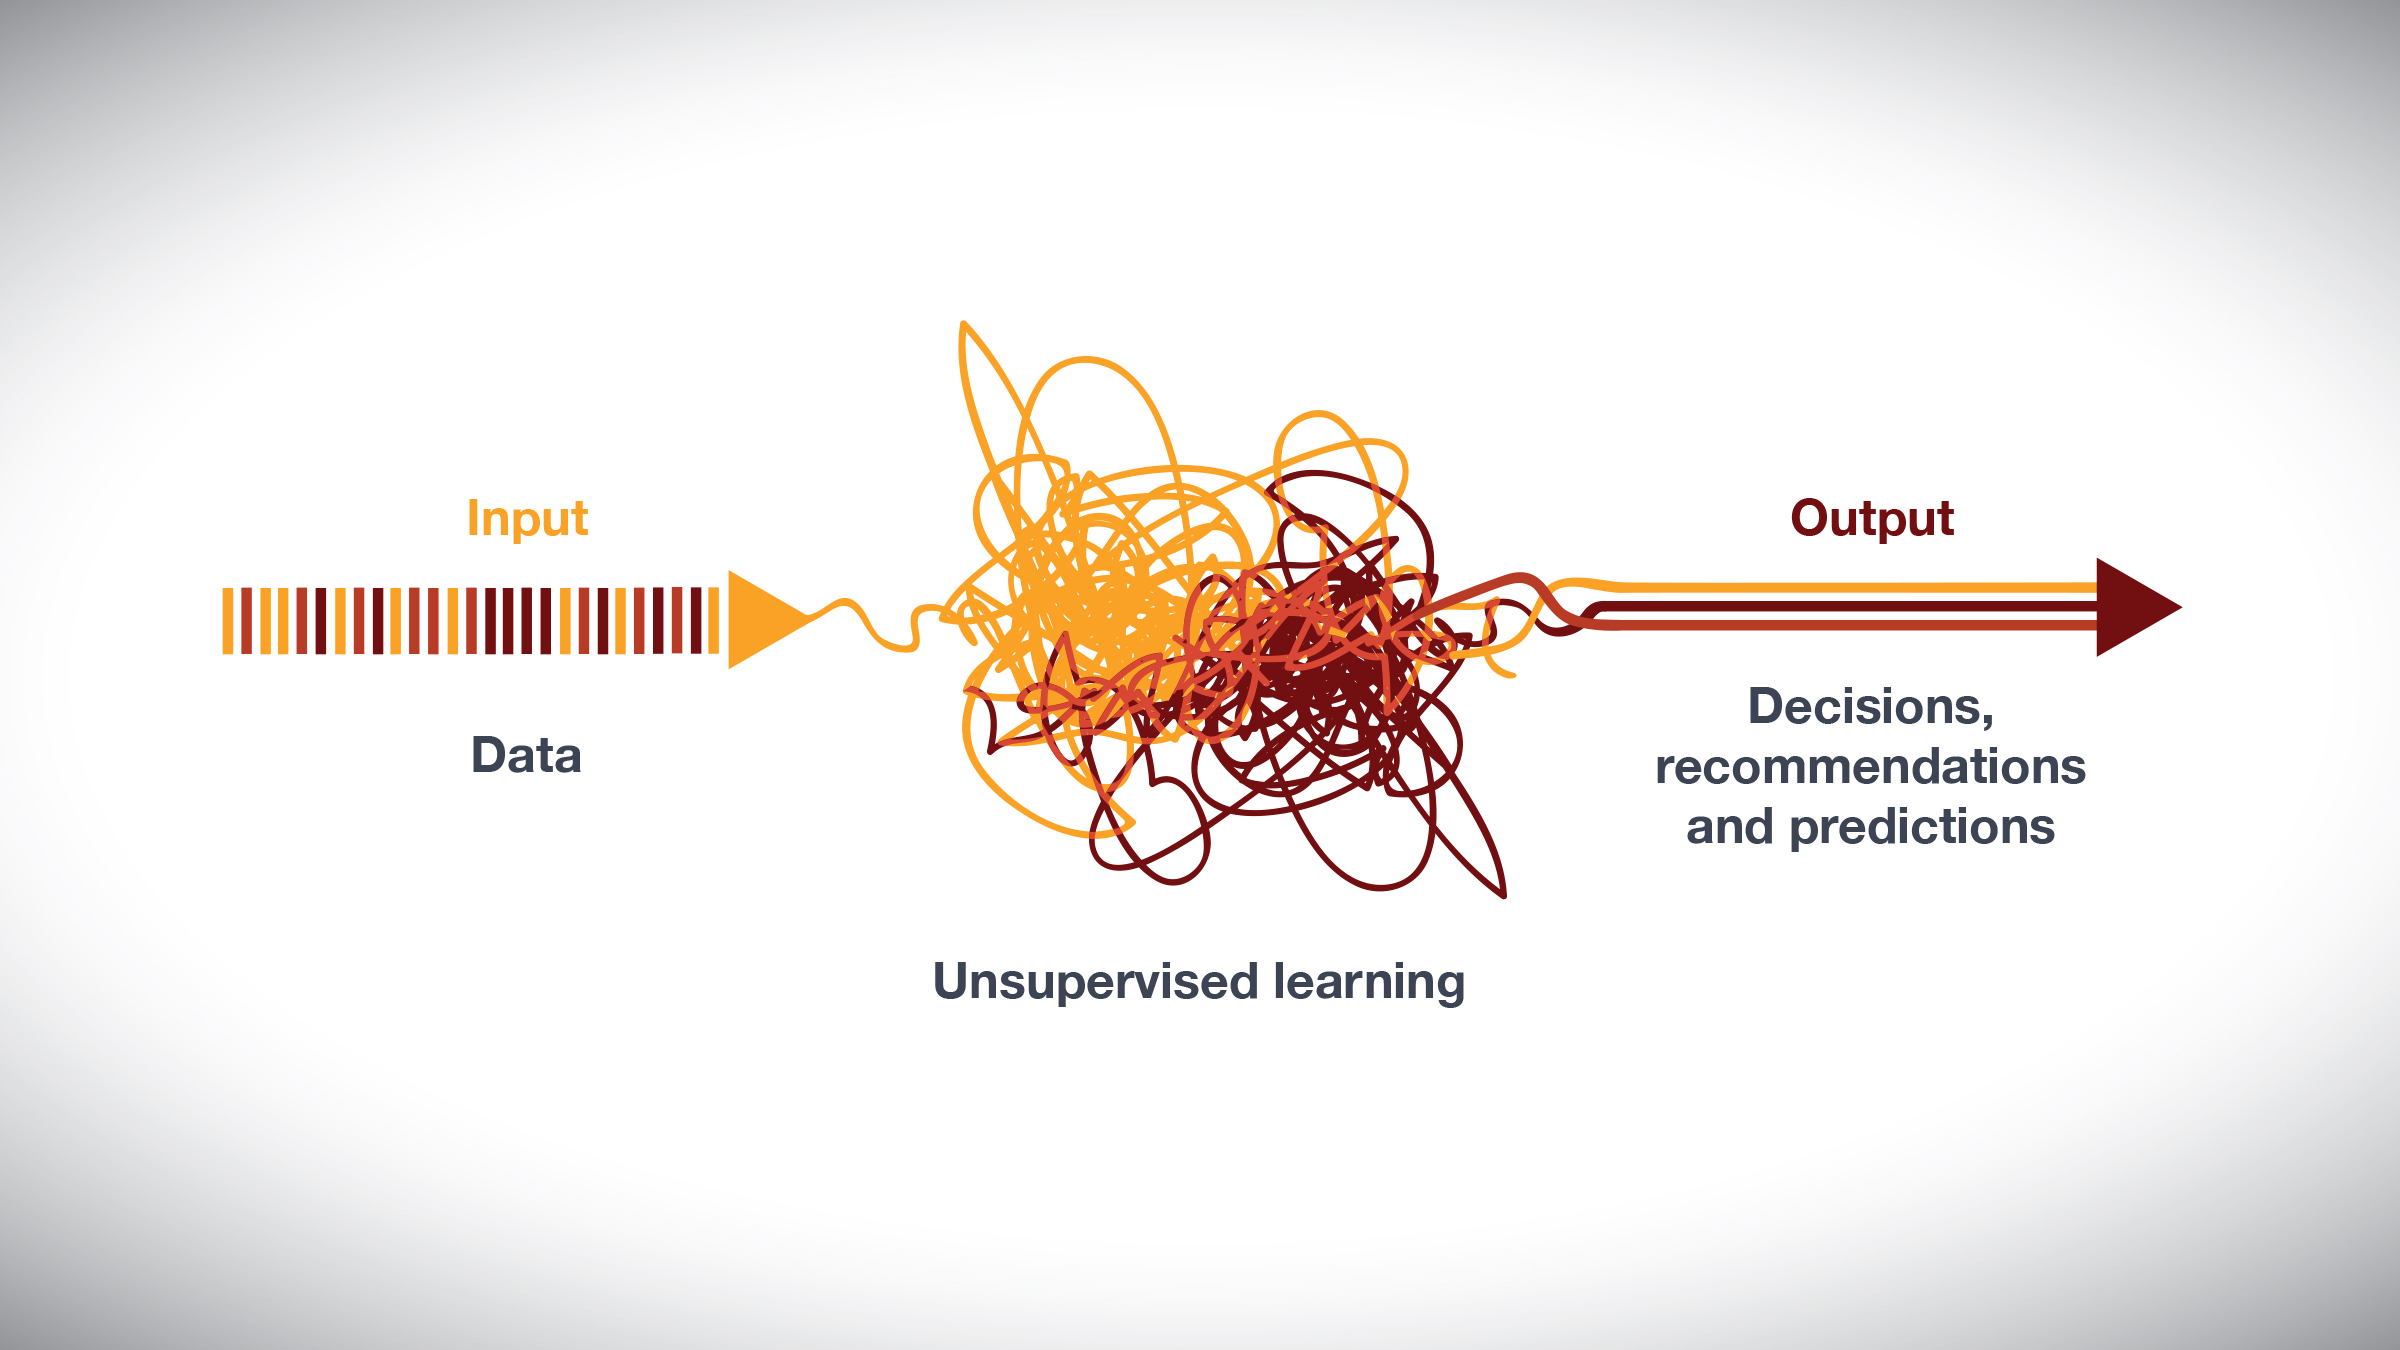 Input
Data
Unsupervised learning
Output
Decisions,
recommendations
and predictions